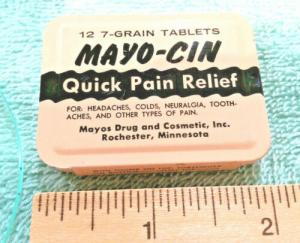 12 7-GRAIN TABLETS
MAYO-CIN
Quick Pain Relief
FOR: HEADACHES, COLDS, NEURALGIA, TOOTH-
ACHES, AND OTHER TYPES OF PAIN.
Mayos Drug and Cosmetic, Inc.
Rochester, Minnesota
1 2